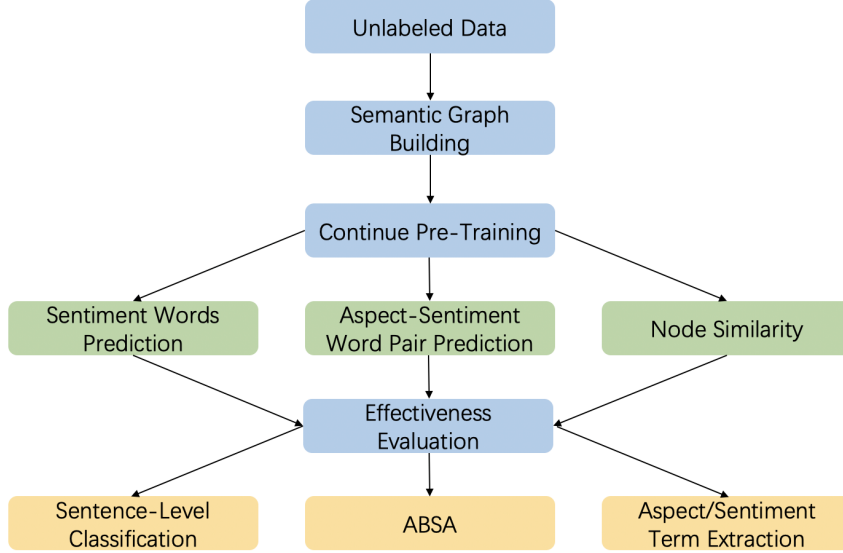 Unlabeled Data
Semantic Graph
Building
Continue Pre-Training
Sentiment Words
Prediction
Aspect-Sentiment
Word Pair Prediction
Node Similarity
Effectiveness
Evaluation
Sentence-Level
Classification
ABSA
Aspect/Sentiment
Term Extraction